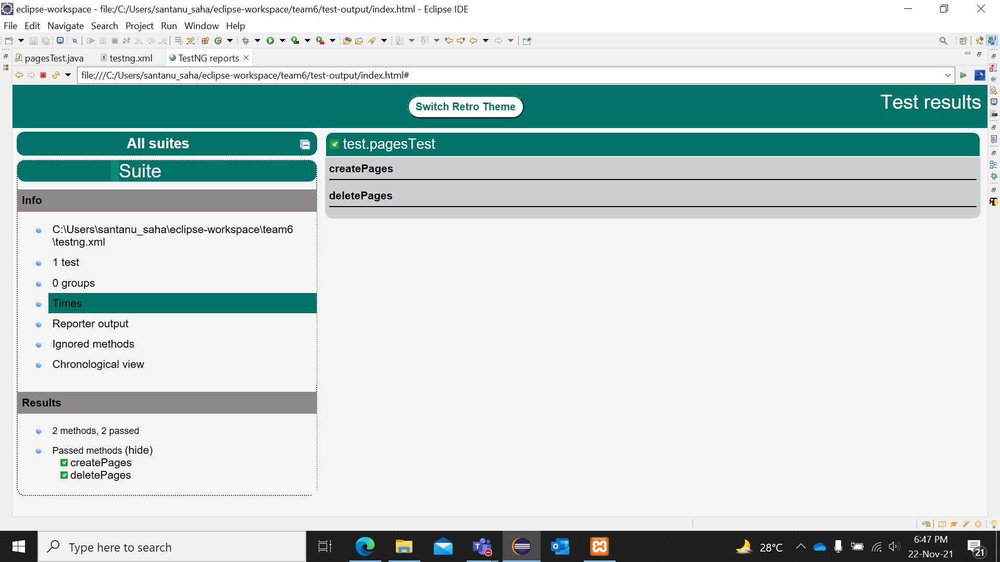 eclipse-workspace - file:/C:/Users/santanu_saha/eclipse-workspace/team6/test-output/index.html - Eclipse IDE
File Edit Navigate Search Project Run Window Help
pagesTest.java testng.xml TestNG reports
file:///C:/Users/santanu_saha/eclipse-workspace/team6/test-output/index.html#
Switch Retro Theme
Test results
All suites
Suite
Info
C:\Users\santanu_saha\eclipse-workspace\team6
\testng.xml
1 test
0 groups
Times
Reporter output
Ignored methods
Chronological view
Results
2 methods, 2 passed
Passed methods (hide)
createPages
deletePages
test.pagesTest
createPages
deletePages
Type here to search
28°C
6:47 PM
22-Nov-21
21